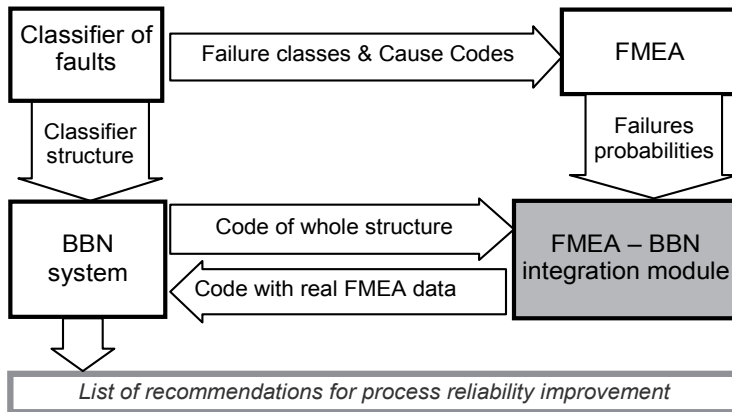 Classifier of
faults
Failure classes & Cause Codes
FMEA
Classifier
structure
Failures
probabilities
BBN
system
Code of whole structure
Code with real FMEA data
FMEA – BBN
integration module
List of recommendations for process reliability improvement